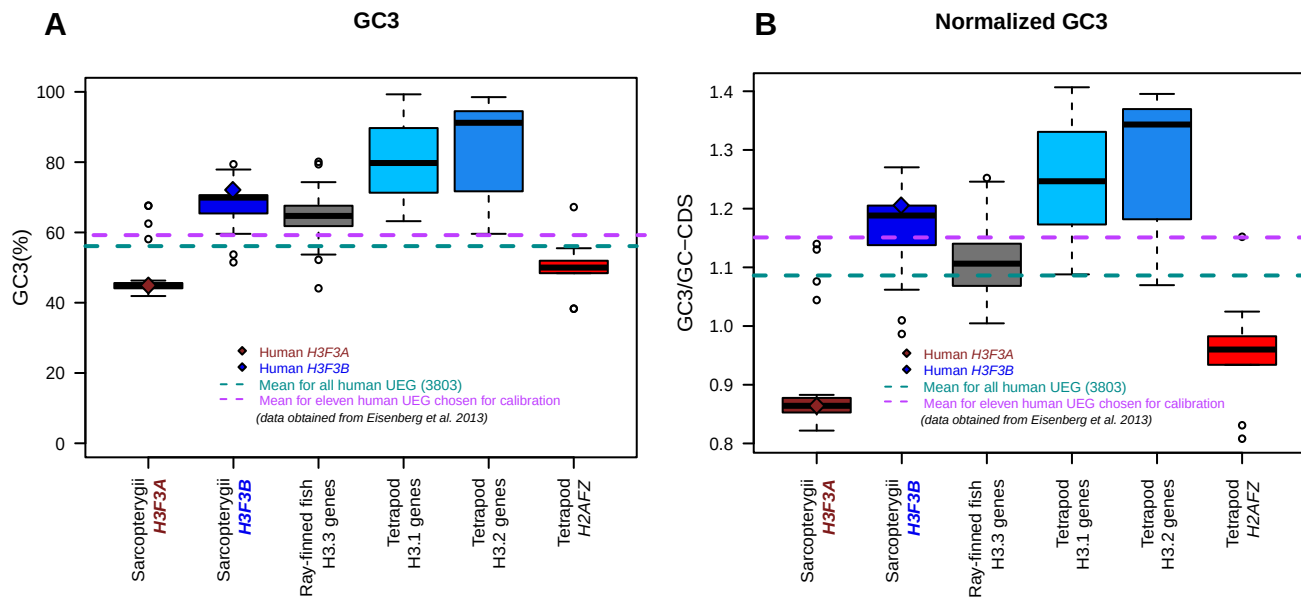 A
GC3
GC3(%)
100
80
60
40
20
0
Human H3F3A
Human H3F3B
Mean for all human UEG (3803)
Mean for eleven human UEG chosen for calibration
(data obtained from Eisenberg et al. 2013)
Sarcopterygii
H3F3A
Sarcopterygii
H3F3B
Ray−finned fish
H3.3 genes
Tetrapod
H3.1 genes
Tetrapod
H3.2 genes
Tetrapod
H2AFZ
B
Normalized GC3
GC3/GC−CDS
1.4
1.3
1.2
1.1
1.0
0.9
0.8
Human H3F3A
Human H3F3B
Mean for all human UEG (3803)
Mean for eleven human UEG chosen for calibration
(data obtained from Eisenberg et al. 2013)
Sarcopterygii
H3F3A
Sarcopterygii
H3F3B
Ray−finned fish
H3.3 genes
Tetrapod
H3.1 genes
Tetrapod
H3.2 genes
Tetrapod
H2AFZ